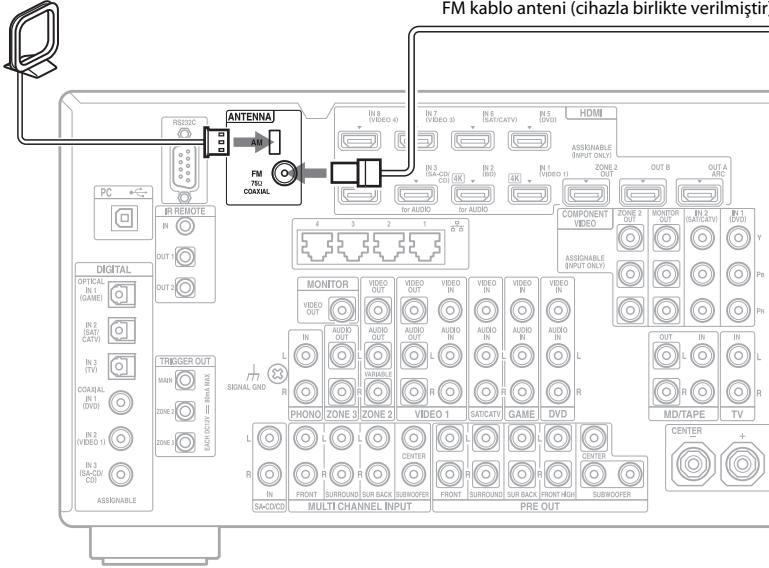 FM kablo anteni (cihazla birlikte verilmiştir)
RS232C
ANTENNA
AM
FM
75Ω
COAXIAL
IN 8
(VIDEO 4)
IN 7
(VIDEO 3)
IN 6
(SAT/CATV)
IN 5
(DVD)
HDMI
ASSIGNABLE
(INPUT ONLY)
IN 3
(SA-CD/
CD)
4K
IN 2
(BD)
4K
IN 1
(VIDEO 1)
ZONE 2
OUT
OUT B
OUT A
ARC
for AUDIO
for AUDIO
PC
IR REMOTE
IN
OUT 1
OUT 2
4
3
2
1
COMPONENT
VIDEO
ASSIGNABLE
(INPUT ONLY)
ZONE 2
OUT
MONITOR
OUT
IN 2
(SAT/CATV)
IN 1
(DVD)
Y
PB
PR
DIGITAL
OPTICAL
IN 1
(GAME)
IN 2
(SAT/
CATV)
IN 3
(TV)
COAXIAL
IN 1
(DVD)
IN 2
(VIDEO 1)
IN 3
(SA-CD/
CD)
ASSIGNABLE
TRIGGER OUT
MAIN
ZONE 2
ZONE 3
EACH DC12V 80mA MAX
SIGNAL GND
MONITOR
VIDEO
OUT
VIDEO
OUT
VIDEO
OUT
VIDEO
IN
VIDEO
IN
VIDEO
IN
VIDEO
IN
IN
AUDIO
OUT
AUDIO
OUT
AUDIO
OUT
AUDIO
IN
AUDIO
IN
AUDIO
IN
AUDIO
IN
VARIABLE
L
L
L
L
R
R
R
R
PHONO
ZONE 3
ZONE 2
VIDEO 1
SAT/CATV
GAME
DVD
OUT
IN
IN
L
L
R
R
MD/TAPE
TV
L
R
IN
SA-CD/CD
L
R
FRONT
SURROUND
SUR BACK
CENTER
SUBWOOFER
MULTI CHANNEL INPUT
L
R
FRONT
SURROUND
SUR BACK
FRONT HIGH
CENTER
SUBWOOFER
PRE OUT
CENTER
−
+